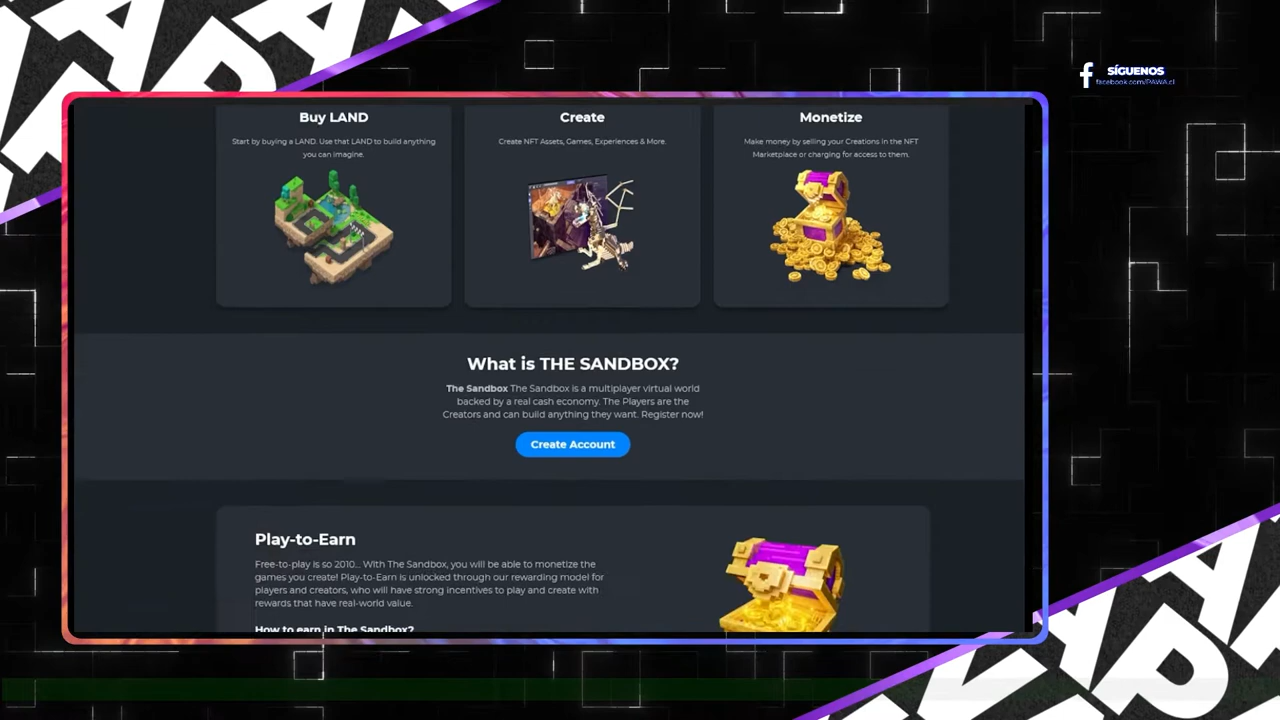 SÍGUENOS
facebook.com/PAWA.cl
Buy LAND
Start by buying a LAND. Use that LAND to build anything
you can imagine.
Create
Create NFT Assets, Games, Experiences & More.
Monetize
Make money by selling your Creations in the NFT
Marketplace or charging for access to them.
What is THE SANDBOX?
The Sandbox The Sandbox is a multiplayer virtual world
backed by a real cash economy. The Players are the
Creators and can build anything they want. Register now!
Create Account
Play-to-Earn
Free-to-play is so 2010... With The Sandbox, you will be able to monetize the
games you create! Play-to-Earn is unlocked through our rewarding model for
players and creators, who will have strong incentives to play and create with
rewards that have real-world value.
How to earn in The Sandbox?